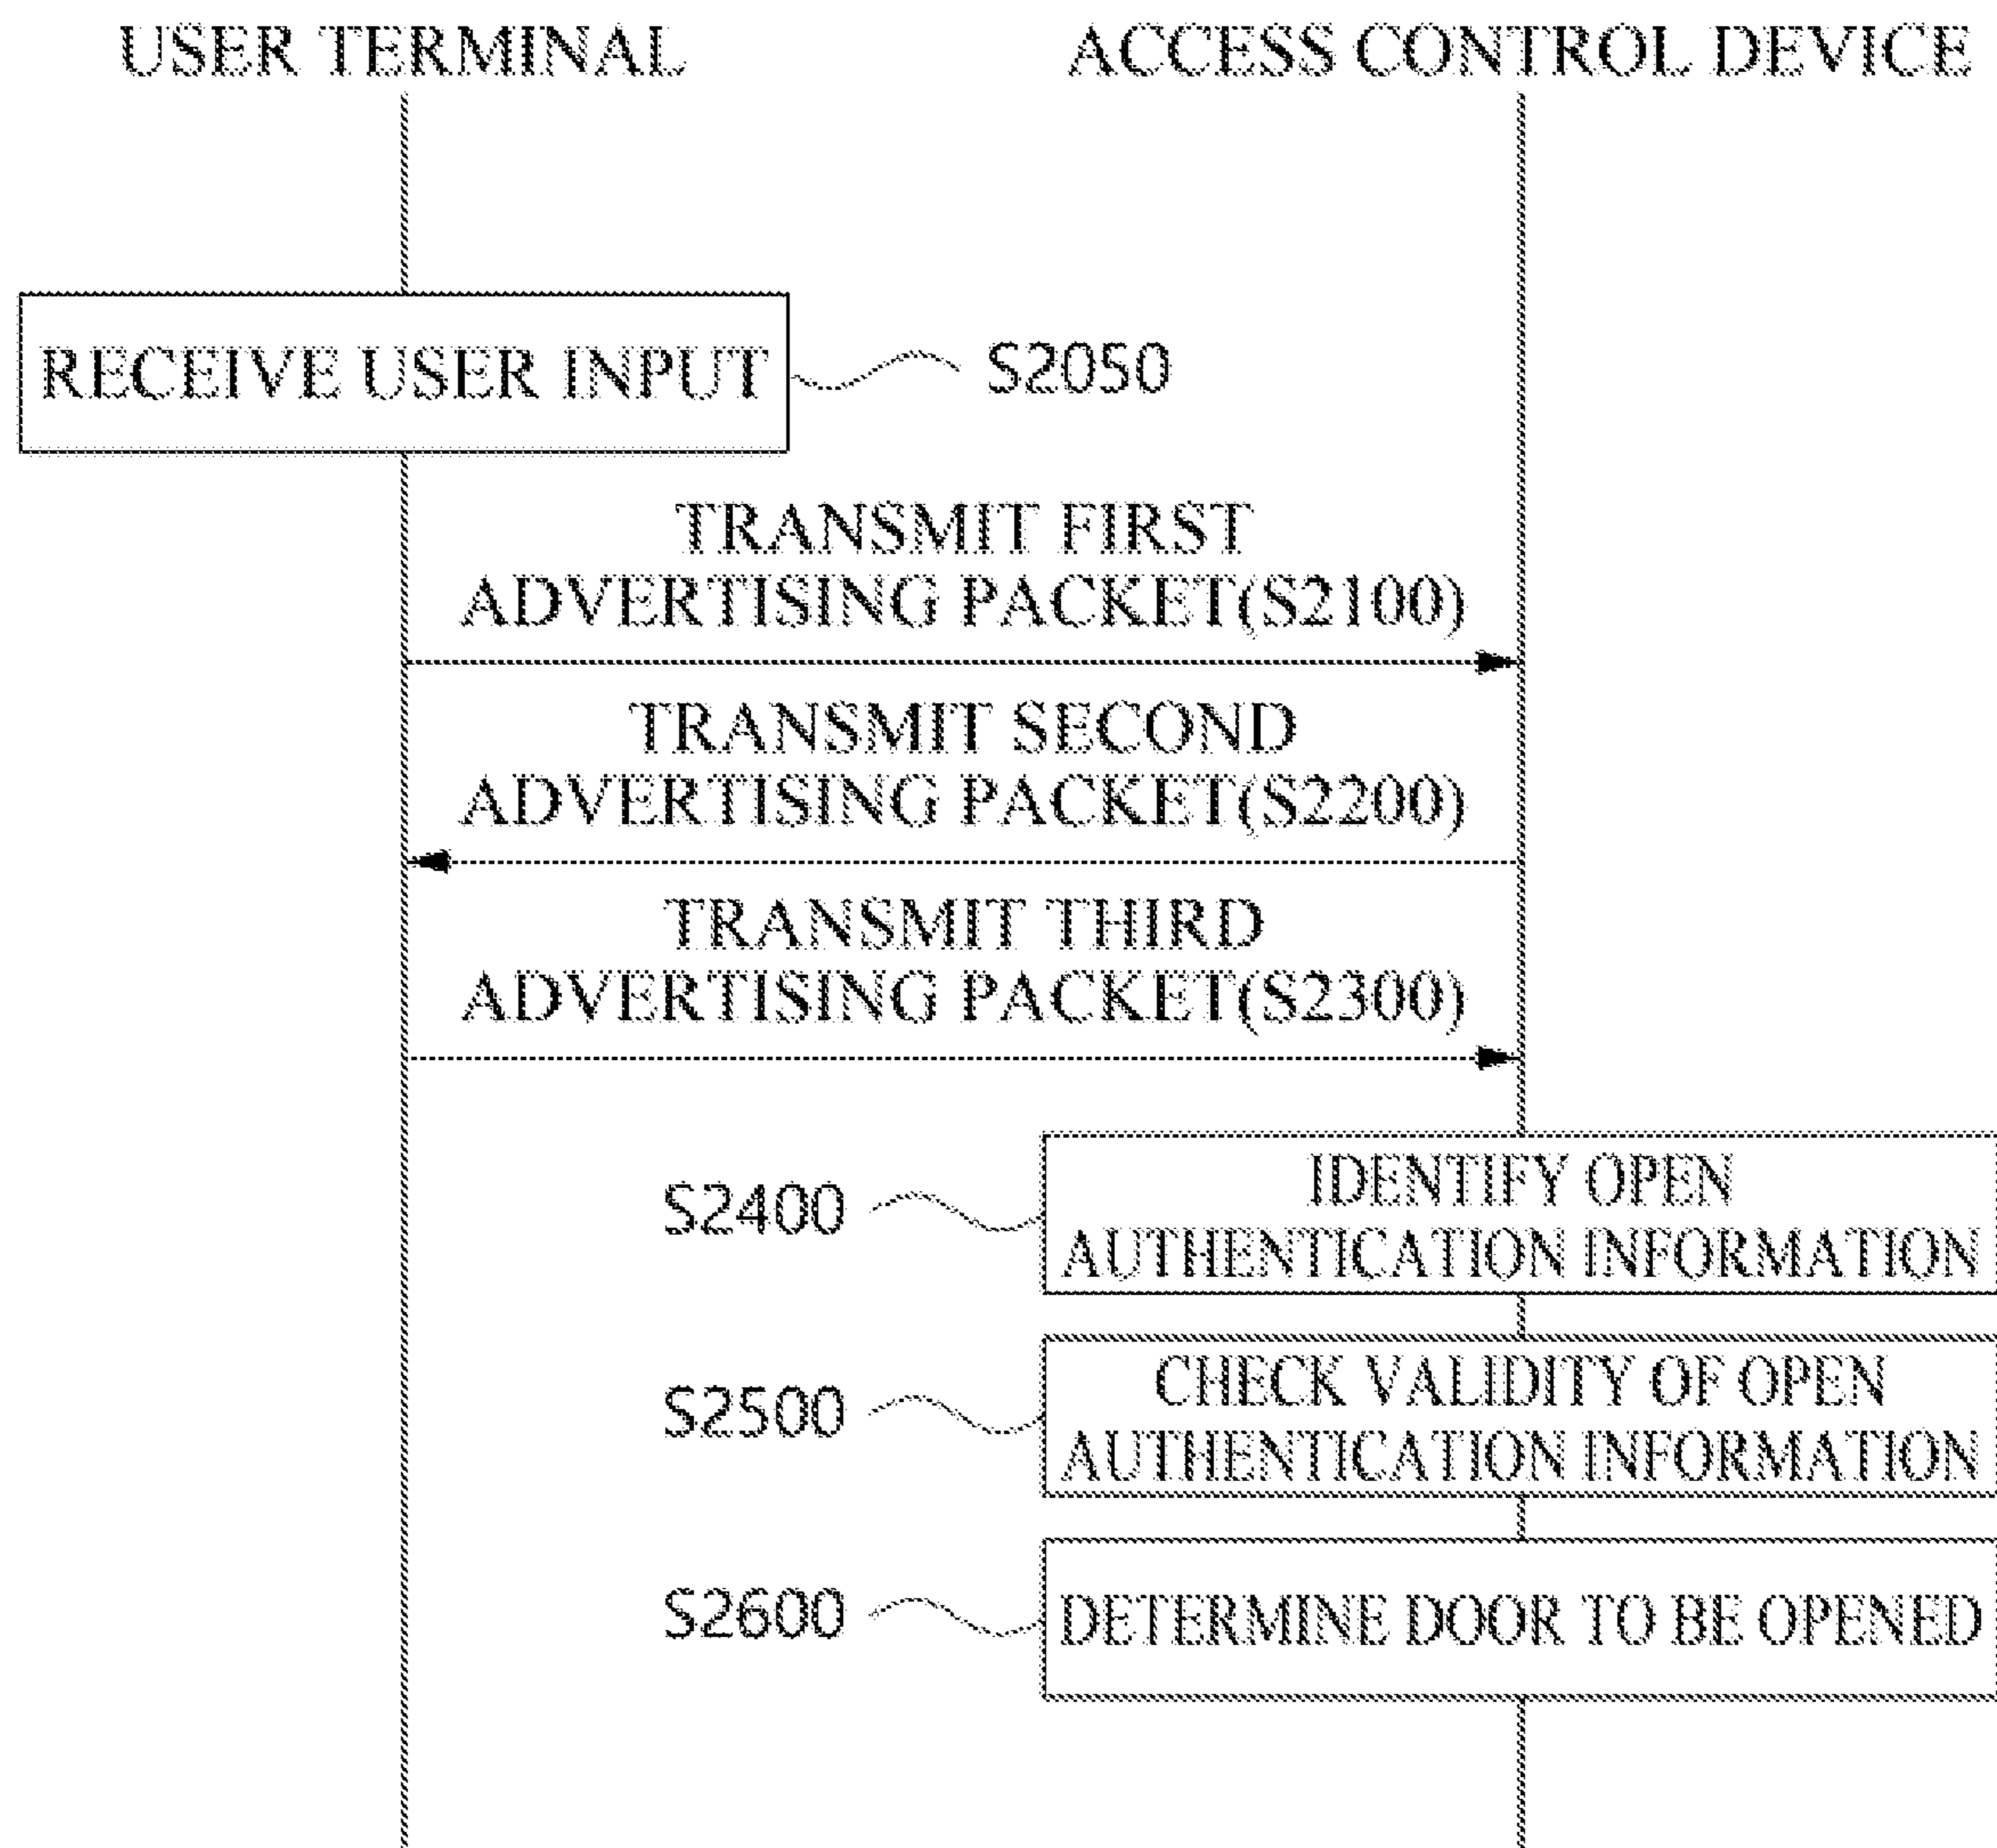 USER TERMINAL
ACCESS CONTROL DEVICE
RECEIVE USER INPUT
S2050
TRANSMIT FIRST
ADVERTISING PACKET(S2100)
TRANSMIT SECOND
ADVERTISING PACKET(S2200)
TRANSMIT THIRD
ADVERTISING PACKET(S2300)
S2400
IDENTIFY OPEN
AUTHENTICATION INFORMATION
S2500
CHECK VALIDITY OF OPEN
AUTHENTICATION INFORMATION
S2600
DETERMINE DOOR TO BE OPENED